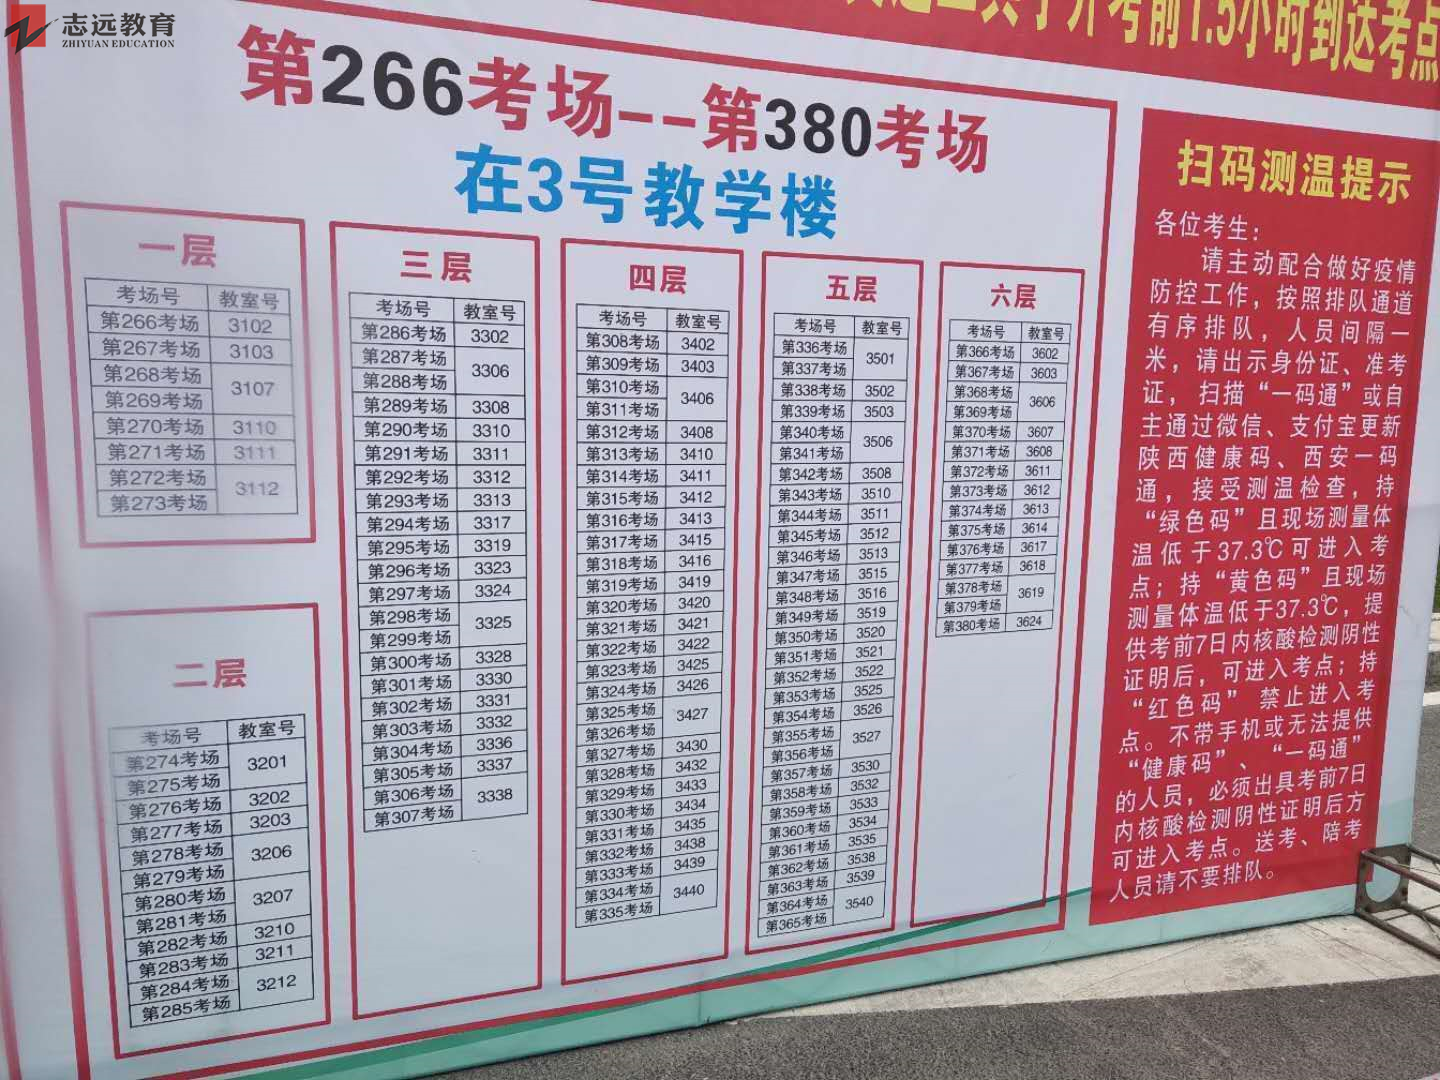 志远教育
ZHIYUAN EDUCATION
考前1.5小时到达考点
第266考场--第380考场
在3号教学楼
一层
考场号 教室号
第266考场 3102
第267考场 3103
第268考场 3107
第269考场
第270考场 3110
第271考场 3111
第272考场 3112
第273考场
二层
考场号 教室号
第274考场 3201
第275考场
第276考场 3202
第277考场 3203
第278考场 3206
第279考场
第280考场 3207
第281考场
第282考场 3210
第283考场 3211
第284考场 3212
第285考场
三层
考场号 教室号
第286考场 3302
第287考场 3306
第288考场
第289考场 3308
第290考场 3310
第291考场 3311
第292考场 3312
第293考场 3313
第294考场 3317
第295考场 3319
第296考场 3323
第297考场 3324
第298考场 3325
第299考场
第300考场 3328
第301考场 3330
第302考场 3331
第303考场 3332
第304考场 3336
第305考场 3337
第306考场 3338
第307考场
四层
考场号 教室号
第308考场 3402
第309考场 3403
第310考场 3406
第311考场
第312考场 3408
第313考场 3410
第314考场 3411
第315考场 3412
第316考场 3413
第317考场 3415
第318考场 3416
第319考场 3419
第320考场 3420
第321考场 3421
第322考场 3422
第323考场 3425
第324考场 3426
第325考场 3427
第326考场
第327考场 3430
第328考场 3432
第329考场 3433
第330考场 3434
第331考场 3435
第332考场 3438
第333考场 3439
第334考场 3440
第335考场
五层
考场号 教室号
第336考场 3501
第337考场
第338考场 3502
第339考场 3503
第340考场 3506
第341考场
第342考场 3508
第343考场 3510
第344考场 3511
第345考场 3512
第346考场 3513
第347考场 3515
第348考场 3516
第349考场 3519
第350考场 3520
第351考场 3521
第352考场 3522
第353考场 3525
第354考场 3526
第355考场 3527
第356考场
第357考场 3530
第358考场 3532
第359考场 3533
第360考场 3534
第361考场 3535
第362考场 3538
第363考场 3539
第364考场 3540
第365考场
六层
考场号 教室号
第366考场 3602
第367考场 3603
第368考场 3606
第369考场
第370考场 3607
第371考场 3608
第372考场 3611
第373考场 3612
第374考场 3613
第375考场 3614
第376考场 3617
第377考场 3618
第378考场 3619
第379考场
第380考场 3624
扫码测温提示
各位考生：
请主动配合做好疫情
防控工作，按照排队通道
有序排队，人员间隔一
米，请出示身份证、准考
证，扫描“一码通”或自
主通过微信、支付宝更新
陕西健康码、西安一码
通，接受测温检查，持
“绿色码”且现场测量体
温低于37.3℃可进入考
点；持“黄色码”且现场
测量体温低于37.3℃，提
供考前7日内核酸检测阴性
证明后，可进入考点；持
“红色码”禁止进入考
点。不带手机或无法提供
“健康码”、“一码通”
的人员，必须出具考前7日
内核酸检测阴性证明后方
可进入考点。送考、陪考
人员请不要排队。